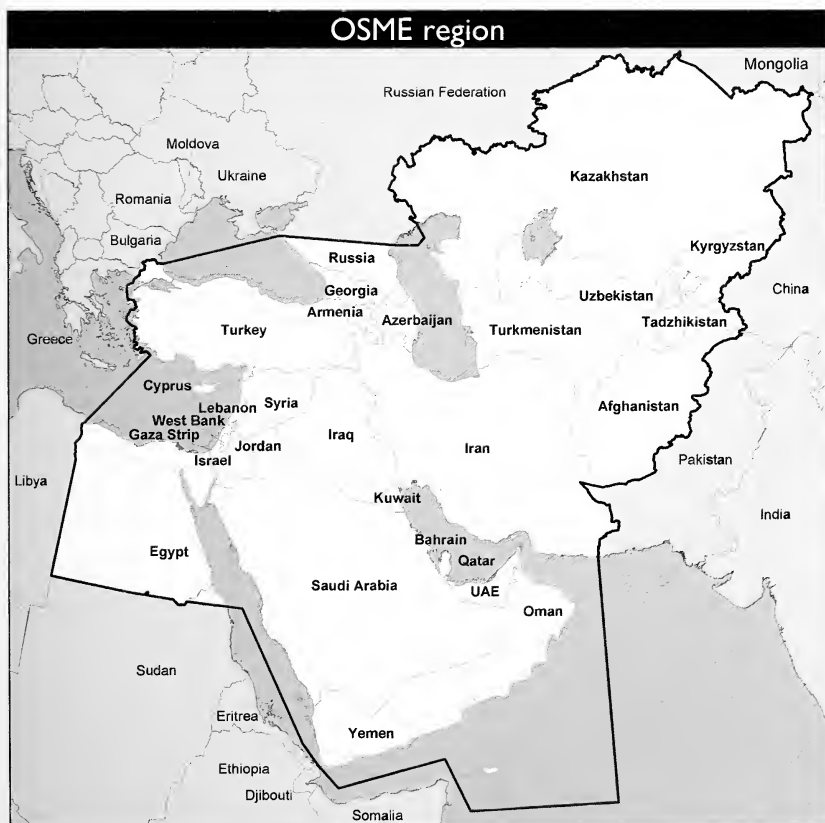 OSME region
Mongolia
Russian Federation
Moldova
Ukraine
Kazakhstan
Romania
Bulgaria
Kyrgyzstan
Russia
China
Georgia
Uzbekistan
Armenia
Azerbaijan
Tadzhikistan
Turkey
Turkmenistan
Greece
Cyprus
Lebanon
Syria
Afghanistan
West Bank
Gaza Strip
Iraq
Jordan
Iran
Israel
Pakistan
Libya
Kuwait
India
Bahrain
Egypt
Qatar
Saudi Arabia
UAE
Oman
Sudan
Eritrea
Yemen
Ethiopia
Djibouti
Somalia